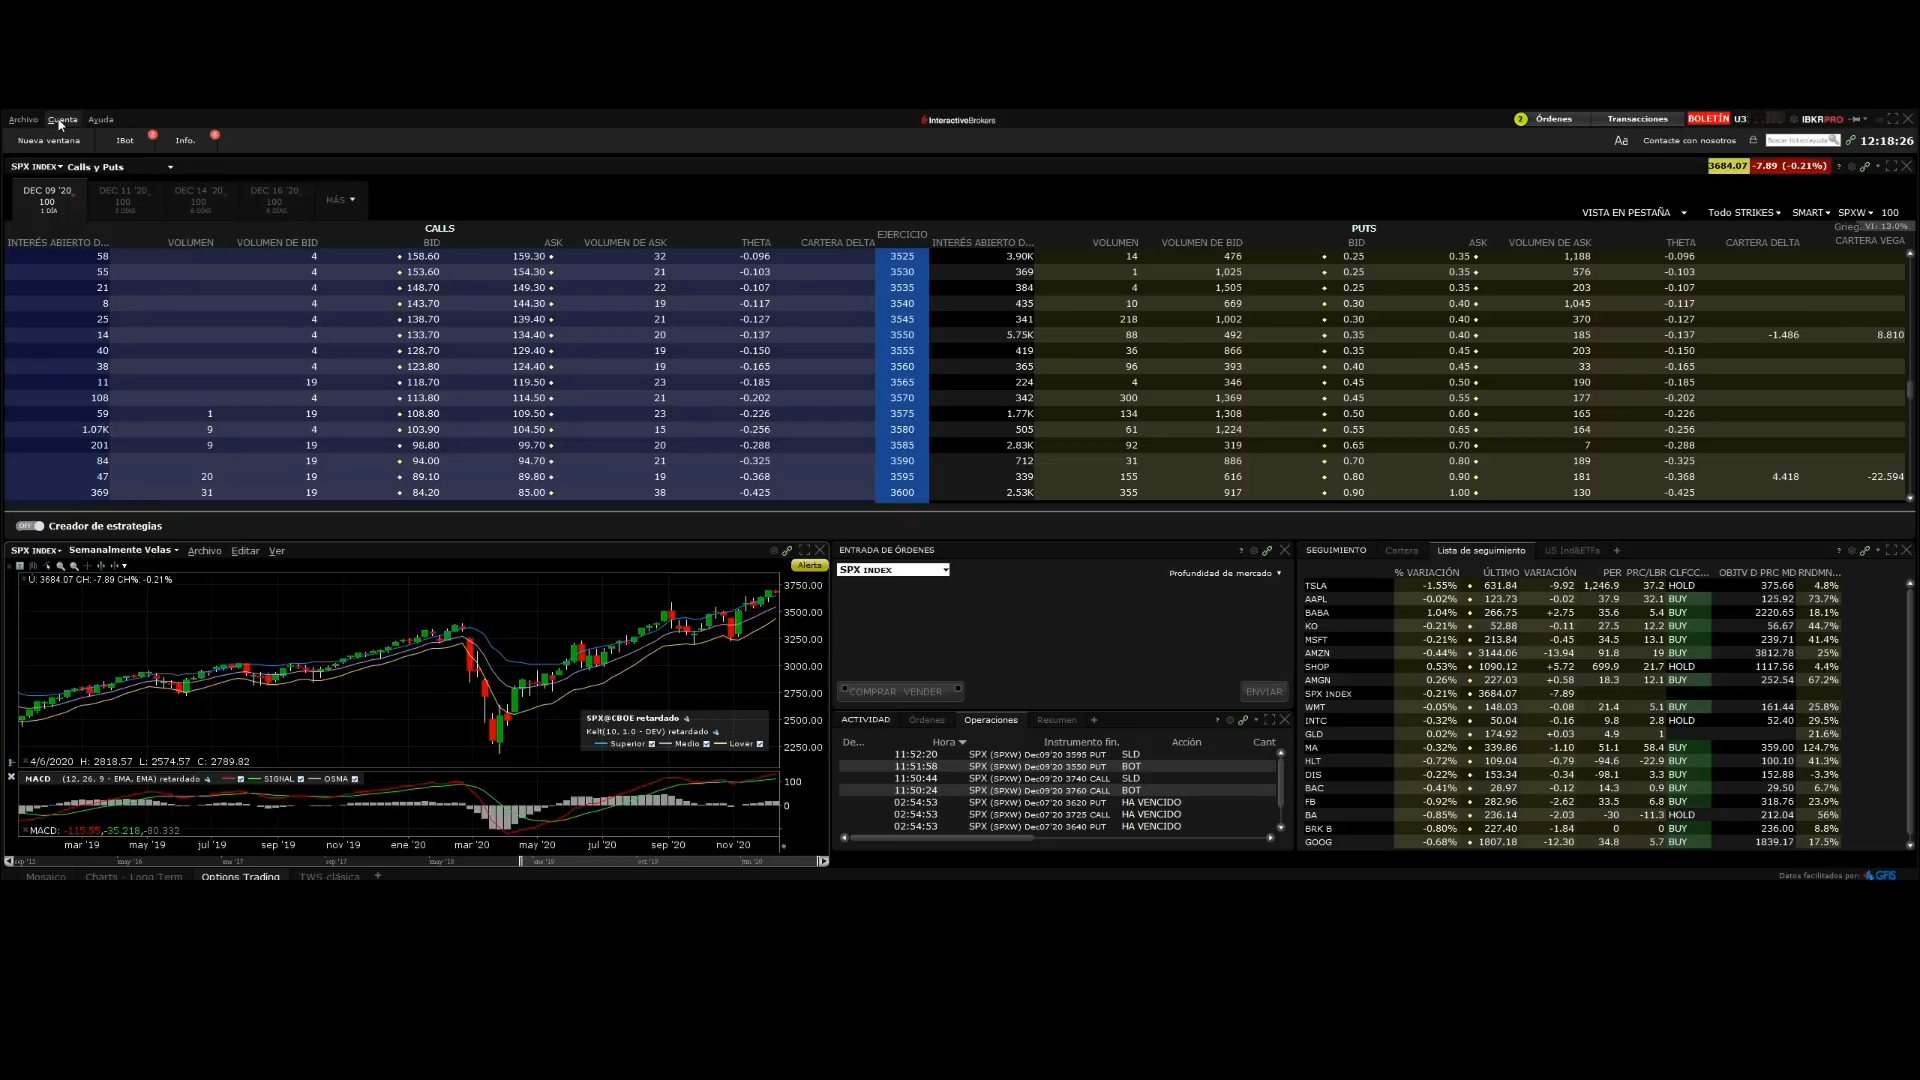 Archivo Cuenta Ayuda InteractiveBrokers 2 Órdenes Transacciones BOLETÍN U3 IBKRPRO
Nueva ventana IBot Info. Aa Contacte con nosotros 12:18:26
SPX INDEX Calls y Puts 3684.07 -7.89 (-0.21%)
DEC 09 '20 DEC 11 '20 DEC 14 '20 DEC 16 '20
100 100 100 100 MÁS
1 DÍA 3 DÍAS 6 DÍAS 8 DÍAS
VISTA EN PESTAÑA Todo STRIKES SMART SPXW 100
CALLS EJERCICIO PUTS VI: 13.0%
INTERÉS ABIERTO D... VOLUMEN VOLUMEN DE BID BID ASK VOLUMEN DE ASK THETA CARTERA DELTA INTERÉS ABIERTO D... VOLUMEN VOLUMEN DE BID BID ASK VOLUMEN DE ASK THETA CARTERA DELTA CARTERA VEGA
58 4 158.60 159.30 32 -0.096 3525 3.90K 14 476 0.25 0.35 1,188 -0.096
55 4 153.60 154.30 21 -0.103 3530 369 1 1,025 0.25 0.35 576 -0.103
21 4 148.70 149.30 22 -0.107 3535 384 4 1,505 0.25 0.35 203 -0.107
8 4 143.70 144.30 19 -0.117 3540 435 10 669 0.30 0.40 1,045 -0.117
25 4 138.70 139.40 21 -0.127 3545 341 218 1,002 0.30 0.40 370 -0.127
14 4 133.70 134.40 20 -0.137 3550 5.75K 88 492 0.35 0.40 185 -0.137 -1.486 8.810
40 4 128.70 129.40 19 -0.150 3555 419 36 866 0.35 0.45 203 -0.150
38 4 123.80 124.40 19 -0.165 3560 365 96 393 0.40 0.45 33 -0.165
11 19 118.70 119.50 23 -0.185 3565 224 4 346 0.45 0.50 190 -0.185
108 4 113.80 114.50 21 -0.202 3570 342 300 1,369 0.45 0.55 177 -0.202
59 1 19 108.80 109.50 23 -0.226 3575 1.77K 134 1,308 0.50 0.60 165 -0.226
1.07K 9 4 103.90 104.50 15 -0.256 3580 505 61 1,224 0.55 0.65 164 -0.256
201 9 19 98.80 99.70 20 -0.288 3585 2.83K 92 319 0.65 0.70 7 -0.288
84 19 94.00 94.70 21 -0.325 3590 712 31 886 0.70 0.80 189 -0.325
47 20 19 89.10 89.80 19 -0.368 3595 339 155 616 0.80 0.90 181 -0.368 4.418 -22.594
369 31 19 84.20 85.00 38 -0.425 3600 2.53K 355 917 0.90 1.00 130 -0.425
OFF Creador de estrategias
SPX INDEX Semanalmente Velas Archivo Editar Ver
Alerta
Ú: 3684.07 CH: -7.89 CH%: -0.21%
3750.00
3500.00
3250.00
3000.00
2750.00
2500.00
2250.00
SPX@CBOE retardado
Kelt(10, 1.0 - DEV) retardado
Superior Medio Lover
4/6/2020 H: 2818.57 L: 2574.57 C: 2789.82
MACD (12, 26, 9 - EMA, EMA) retardado SIGNAL OSMA
100
0
MACD: -115.55, -35.218, -80.332
mar '19 may '19 jul '19 sep '19 nov '19 ene '20 mar '20 may '20 jul '20 sep '20 nov '20
Mosaico Charts - Long Term Options Trading TWS clásica +
ENTRADA DE ÓRDENES
SPX INDEX Profundidad de mercado
COMPRAR VENDER ENVIAR
ACTIVIDAD Órdenes Operaciones Resumen +
De... Hora Instrumento fin. Acción Cant
11:52:20 SPX (SPXW) Dec09'20 3595 PUT SLD
11:51:58 SPX (SPXW) Dec09'20 3550 PUT BOT
11:50:44 SPX (SPXW) Dec09'20 3740 CALL SLD
11:50:24 SPX (SPXW) Dec09'20 3760 CALL BOT
02:54:53 SPX (SPXW) Dec07'20 3620 PUT HA VENCIDO
02:54:53 SPX (SPXW) Dec07'20 3725 CALL HA VENCIDO
02:54:53 SPX (SPXW) Dec07'20 3640 PUT HA VENCIDO
SEGUIMIENTO Cartera Lista de seguimiento US Ind&ETFs +
% VARIACIÓN ÚLTIMO VARIACIÓN PER PRC/LBR CLFCC... OBJTV D PRC MD RNDMN...
TSLA -1.55% 631.84 -9.92 1,246.9 37.2 HOLD 375.66 4.8%
AAPL -0.02% 123.73 -0.02 37.9 32.1 BUY 125.92 73.7%
BABA 1.04% 266.75 +2.75 35.6 5.4 BUY 2220.65 18.1%
KO -0.21% 52.88 -0.11 27.5 12.2 BUY 56.67 44.7%
MSFT -0.21% 213.84 -0.45 34.5 13.1 BUY 239.71 41.4%
AMZN -0.44% 3144.06 -13.94 91.8 19 BUY 3812.78 25%
SHOP 0.53% 1090.12 +5.72 699.9 21.7 HOLD 1117.56 4.4%
AMGN 0.26% 227.03 +0.58 18.3 12.1 BUY 252.54 67.2%
SPX INDEX -0.21% 3684.07 -7.89
WMT -0.05% 148.03 -0.08 21.4 5.1 BUY 161.44 25.8%
INTC -0.32% 50.04 -0.16 9.8 2.8 HOLD 52.40 29.5%
GLD 0.02% 174.92 +0.03 4.9 1 21.6%
MA -0.32% 339.86 -1.10 51.1 58.4 BUY 359.00 124.7%
HLT -0.72% 109.04 -0.79 -94.6 -22.9 BUY 100.10 41.3%
DIS -0.22% 153.34 -0.34 -98.1 3.3 BUY 152.88 -3.3%
BAC -0.41% 28.97 -0.12 14.3 0.9 BUY 29.50 6.7%
FB -0.92% 282.96 -2.62 33.5 6.8 BUY 318.76 23.9%
BA -0.85% 236.14 -2.03 -30 -11.3 HOLD 212.04 56%
BRK B -0.80% 227.40 -1.84 0 0 BUY 236.00 8.8%
GOOG -0.68% 1807.18 -12.30 34.8 5.7 BUY 1839.17 17.5%
Datos facilitados por: GFIS